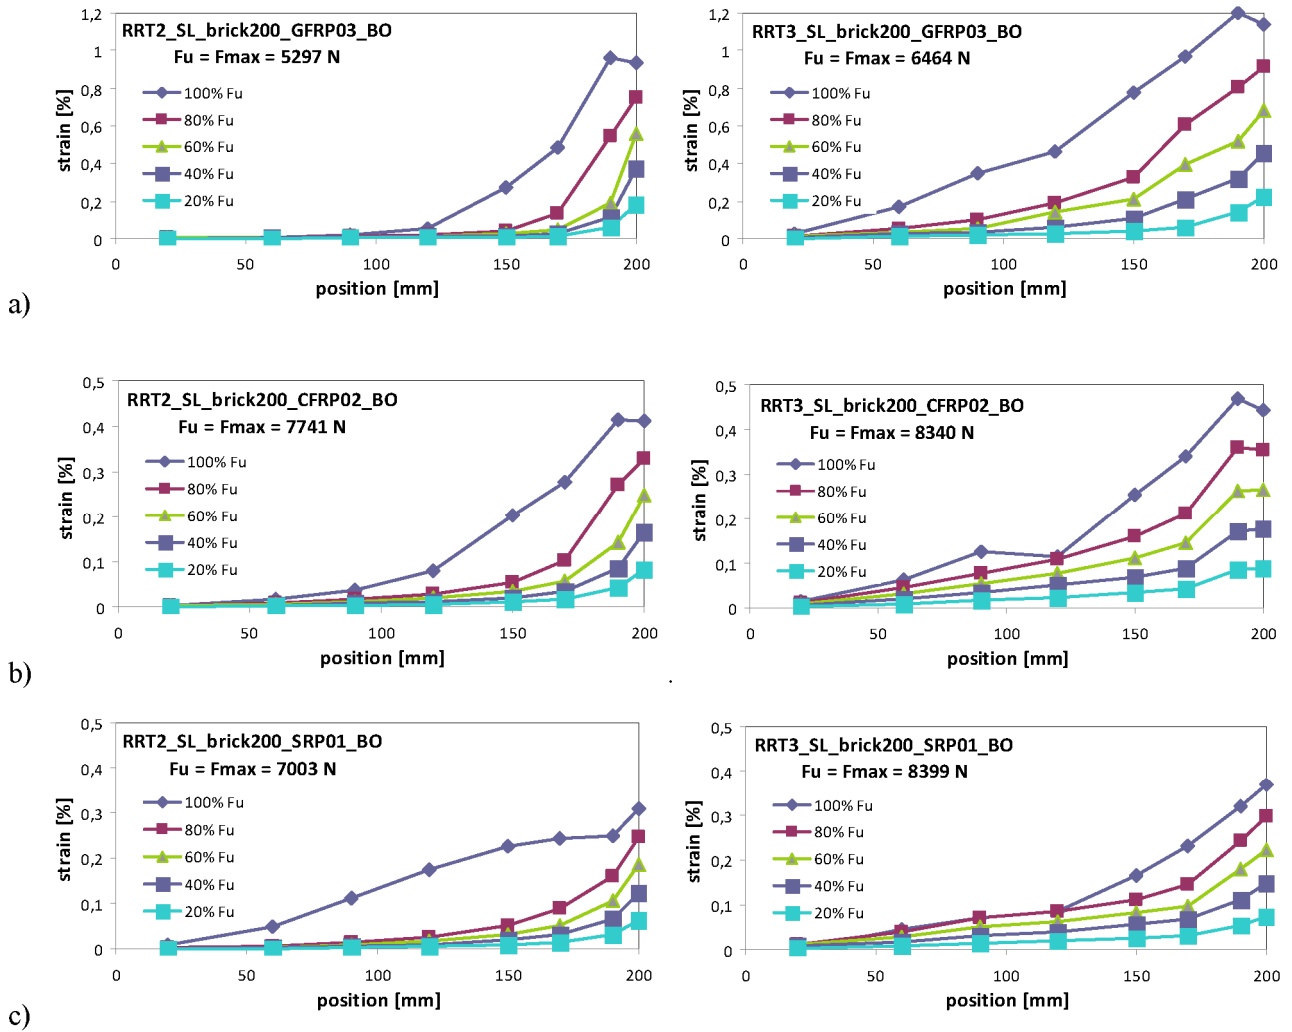 RRT2_SL_brick200_GFRP03_BO
Fu = Fmax = 5297 N
strain [%]
1,2
1
0,8
0,6
0,4
0,2
0
100% Fu
80% Fu
60% Fu
40% Fu
20% Fu
0 50 100 150 200
position [mm]
RRT3_SL_brick200_GFRP03_BO
Fu = Fmax = 6464 N
strain [%]
1,2
1
0,8
0,6
0,4
0,2
0
100% Fu
80% Fu
60% Fu
40% Fu
20% Fu
0 50 100 150 200
position [mm]
a)
RRT2_SL_brick200_CFRP02_BO
Fu = Fmax = 7741 N
strain [%]
0,5
0,4
0,3
0,2
0,1
0
100% Fu
80% Fu
60% Fu
40% Fu
20% Fu
0 50 100 150 200
position [mm]
RRT3_SL_brick200_CFRP02_BO
Fu = Fmax = 8340 N
strain [%]
0,5
0,4
0,3
0,2
0,1
0
100% Fu
80% Fu
60% Fu
40% Fu
20% Fu
0 50 100 150 200
position [mm]
b)
.
RRT2_SL_brick200_SRP01_BO
Fu = Fmax = 7003 N
strain [%]
0,5
0,4
0,3
0,2
0,1
0
100% Fu
80% Fu
60% Fu
40% Fu
20% Fu
0 50 100 150 200
position [mm]
RRT3_SL_brick200_SRP01_BO
Fu = Fmax = 8399 N
strain [%]
0,5
0,4
0,3
0,2
0,1
0
100% Fu
80% Fu
60% Fu
40% Fu
20% Fu
0 50 100 150 200
position [mm]
c)